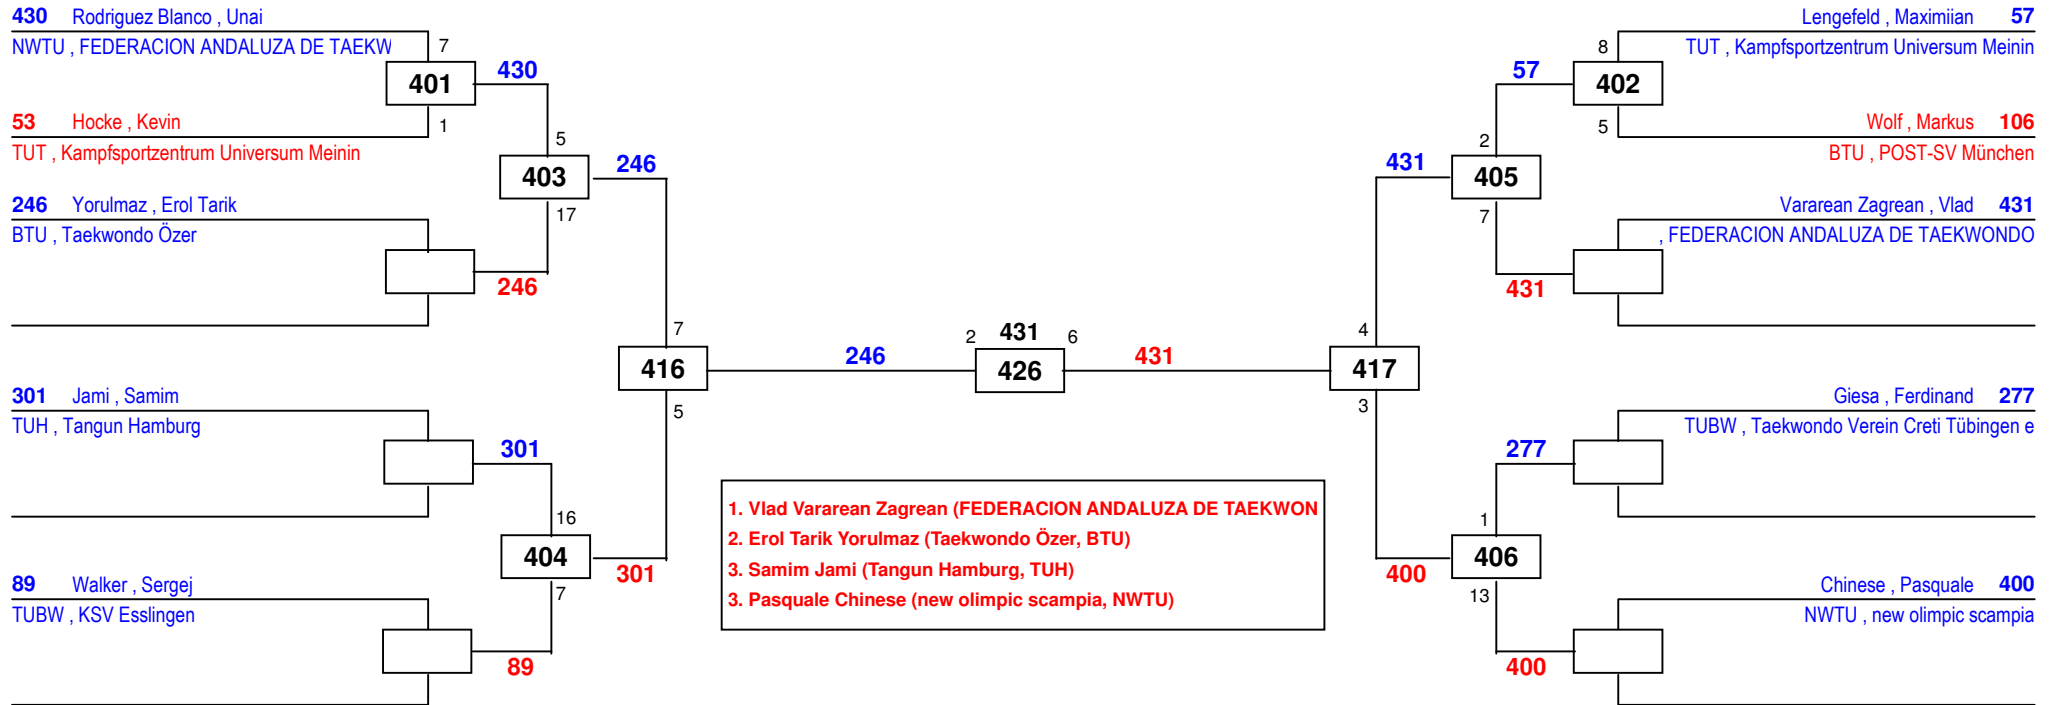 430 Rodriguez Blanco , Unai
NWTU , FEDERACION ANDALUZA DE TAEKW
7
401
430
53 Hocke , Kevin
1
TUT , Kampfsportzentrum Universum Meinin
5
403
246
246 Yorulmaz , Erol Tarik
17
BTU , Taekwondo Özer
246
7
416
246
5
301 Jami , Samim
TUH , Tangun Hamburg
301
16
404
301
89 Walker , Sergej
7
TUBW , KSV Esslingen
89
2 431 6
426
431
1. Vlad Vararean Zagrean (FEDERACION ANDALUZA DE TAEKWON
2. Erol Tarik Yorulmaz (Taekwondo Özer, BTU)
3. Samim Jami (Tangun Hamburg, TUH)
3. Pasquale Chinese (new olimpic scampia, NWTU)
Lengefeld , Maximiian 57
8
TUT , Kampfsportzentrum Universum Meinin
57
402
5
Wolf , Markus 106
BTU , POST-SV München
2
431
405
7
Vararean Zagrean , Vlad 431
, FEDERACION ANDALUZA DE TAEKWONDO
431
4
417
3
Giesa , Ferdinand 277
TUBW , Taekwondo Verein Creti Tübingen e
277
1
406
400
13
Chinese , Pasquale 400
NWTU , new olimpic scampia
400